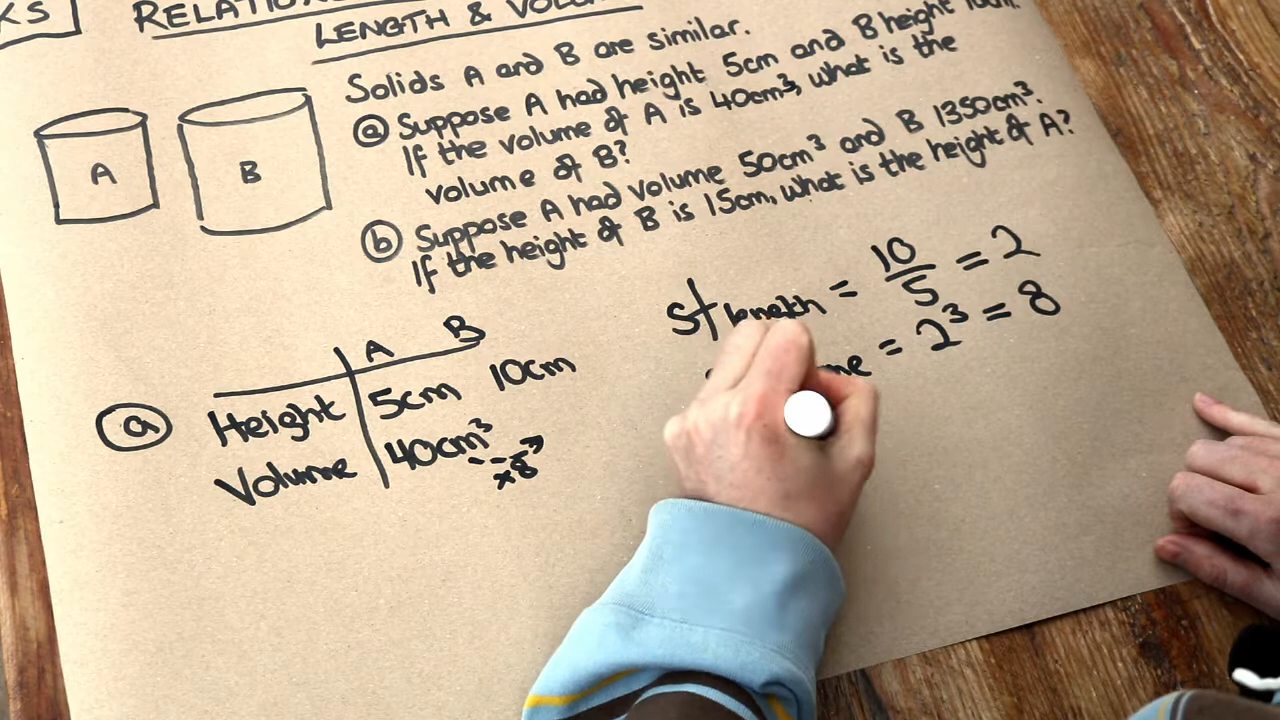 KS
LENGTH &
Solids A and B are similar.
ⓐ Suppose A had height 5cm and B height 10cm.
If the volume of A is 40cm³, what is the
volume of B?
ⓑ Suppose A had volume 50cm³ and B 1350cm³.
If the height of B is 15cm, what is the height of A?
A
B
sf length = 10/5 = 2
= 2³ = 8
A B
ⓐ Height 5cm 10cm
Volume 40cm³
×8